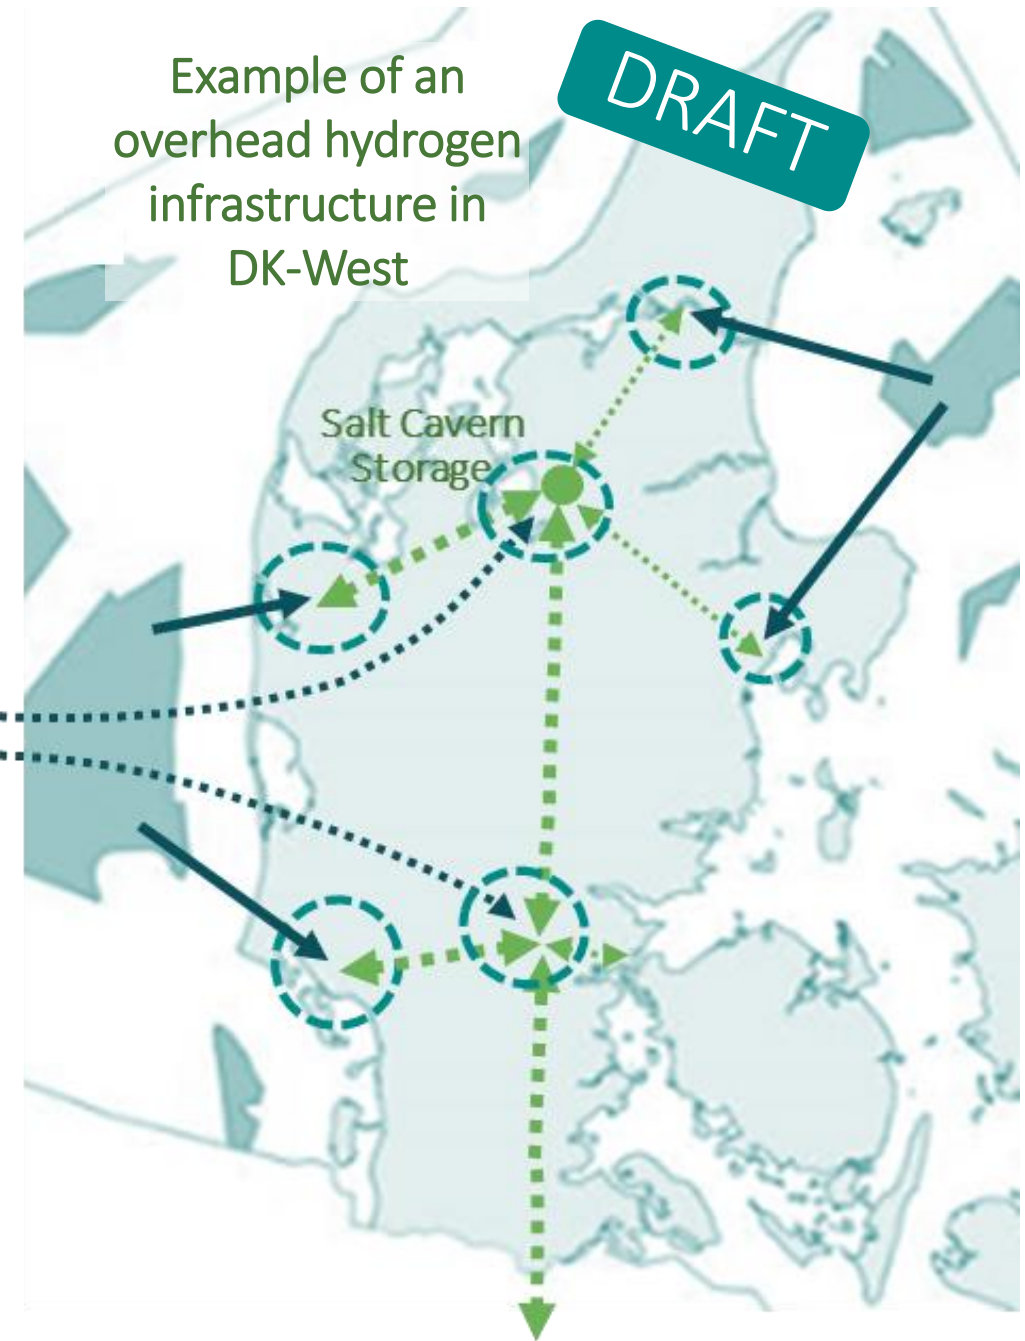 Example of an
overhead hydrogen
infrastructure in
DK-West
DRAFT
Salt Cavern
Storage